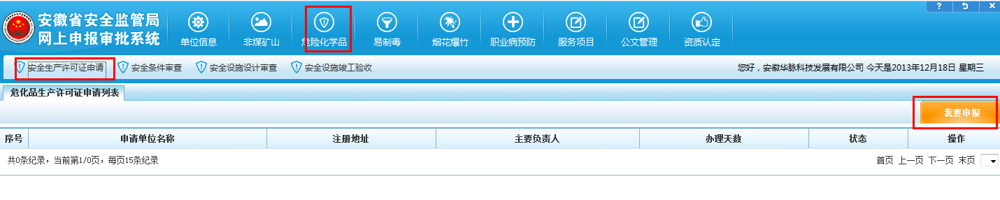 安徽省安全监管局
网上申报审批系统
单位信息 非煤矿山 危险化学品 易制毒 烟花爆竹 职业病预防 服务项目 公文管理 资质认定
安全生产许可证申请 安全条件审查 安全设施设计审查 安全设施竣工验收 您好，安徽华脉科技发展有限公司 今天是2013年12月18日 星期三
危化品生产许可证申请列表
我要申报
序号 申请单位名称 注册地址 主要负责人 办理天数 状态 操作
共0条纪录，当前第1/0页，每页15条纪录 首页 上一页 下一页 末页